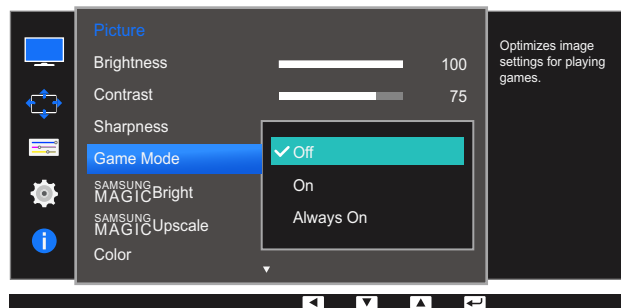 Picture
Brightness 100
Contrast 75
Sharpness
Game Mode
SAMSUNG
MAGIC Bright
SAMSUNG
MAGIC Upscale
Color
Off
On
Always On
Optimizes image
settings for playing
games.